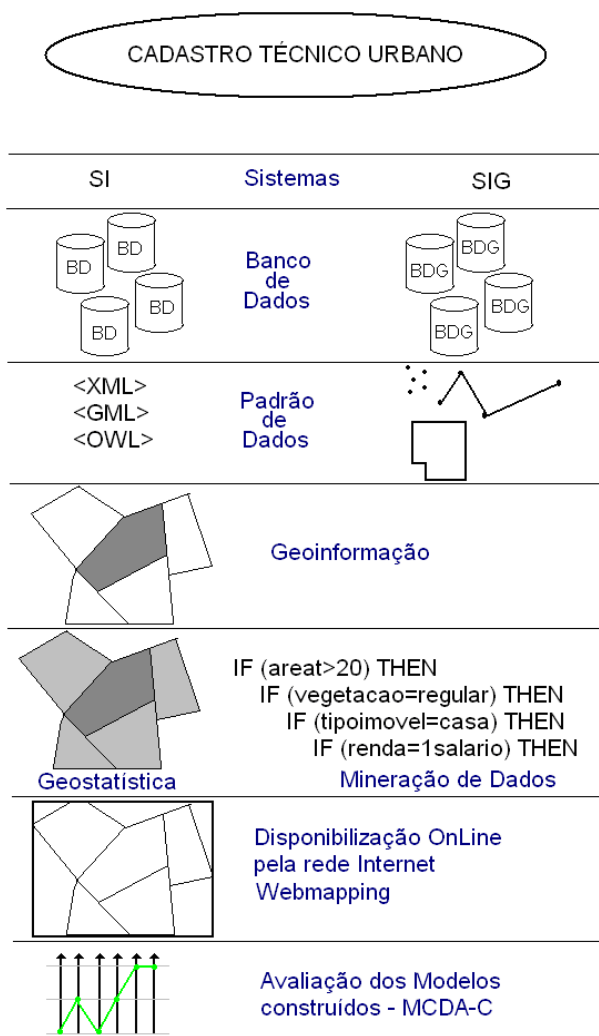 CADASTRO TÉCNICO URBANO
SI
Sistemas
SIG
BD
BD
BD
BD
Banco
de
Dados
BDG
BDG
BDG
BDG
<XML>
<GML>
<OWL>
Padrão
de
Dados
Geoinformação
IF (areat>20) THEN
IF (vegetacao=regular) THEN
IF (tipoimovel=casa) THEN
IF (renda=1salario) THEN
Geostatística
Mineração de Dados
Disponibilização OnLine
pela rede Internet
Webmapping
Avaliação dos Modelos
construídos - MCDA-C